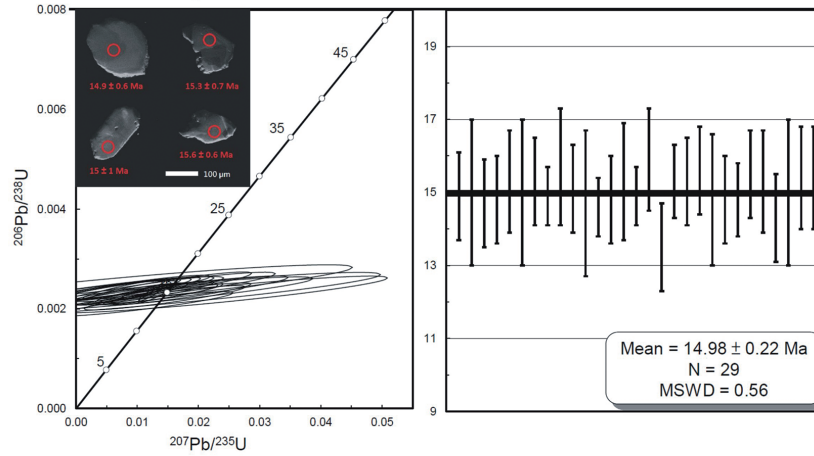 0.008
0.006
0.004
0.002
0.000
0.00
0.01
0.02
0.03
0.04
0.05
²⁰⁶Pb/²³⁸U
²⁰⁷Pb/²³⁵U
14.9 ± 0.6 Ma
15.3 ± 0.7 Ma
15 ± 1 Ma
15.6 ± 0.6 Ma
100 µm
45
35
25
5
19
17
15
13
11
9
Mean = 14.98 ± 0.22 Ma
N = 29
MSWD = 0.56